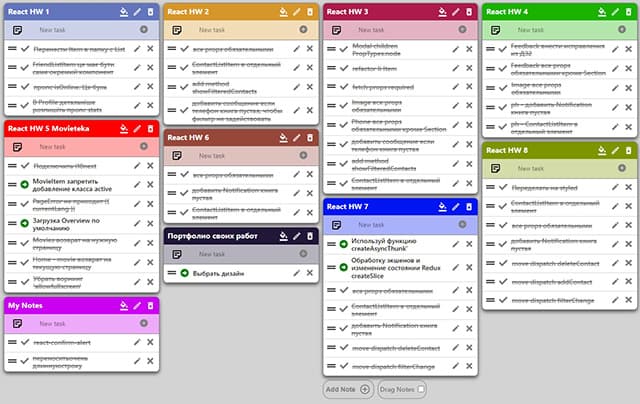 React HW 1
New task
Перенести Item в папку с List
FriendListItem це має бути
саме окремий компонент
пропс isOnline. Це була
В Profile детальніше
розпишіть пропс stats
React HW 5 Movieteka
New task
Подключить i18next
MovieItem запретить
добавление класса active
PageError не приходит {{
currentLang }}
Загрузка Overview по
умолчанию
Movies возврат на нужную
страницу
Home - movie возврат на
текущую страницу
Убрать ворнинг
'allowfullscreen'
My Notes
New task
react-confirm-alert
переносить очень
длинную строку
React HW 2
New task
все props обязательными
ContactListItem в отдельный
элемент
add method
showFilteredContacts
добавить сообщение если
телефон книга пустая, чтобы
фильтр не задействовать
React HW 6
New task
все props обязательными
добавить Notification книга
пустая
ContactListItem в отдельный
элемент
Портфолио своих работ
New task
Выбрать дизайн
React HW 3
New task
Modal children
PropTypes.node
refactor li Item
fetch props required
Image все props
обязательными
Phone все props
обязательными кроме Section
добавить сообщение если
телефон книга пустая
add method
showFilteredContacts
ContactListItem в отдельный
элемент
React HW 7
New task
Используй функцию
createAsyncThunk'
Обработку экшенов и
изменение состоянии Redux
createSlice
все props обязательными
ContactListItem в отдельный
элемент
добавить Notification книга
пустая
move dispatch deleteContact
move dispatch filterChange
Add Note
Drag Notes
React HW 4
New task
Feedback внести исправления
из ДЗ2
Feedback все props
обязательными кроме Section
Image все props
обязательными
ph - добавить Notification
книга пустая
ph - ContactListItem в
отдельный элемент
React HW 8
New task
Переделать на styled
ContactListItem в отдельный
элемент
все props обязательными
добавить Notification книга
пустая
move dispatch deleteContact
move dispatch addContact
move dispatch filterChange